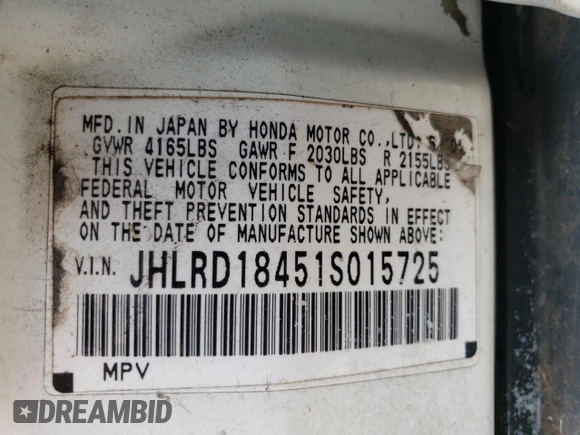 MFD. IN JAPAN BY HONDA MOTOR CO.,LTD.
GVWR 4165LBS GAWR F 2030LBS R 2155LBS
THIS VEHICLE CONFORMS TO ALL APPLICABLE
FEDERAL MOTOR VEHICLE SAFETY,
AND THEFT PREVENTION STANDARDS IN EFFECT
ON THE DATE OF MANUFACTURE SHOWN ABOVE:
V.I.N. JHLRD18451S015725
MPV
DREAMBID